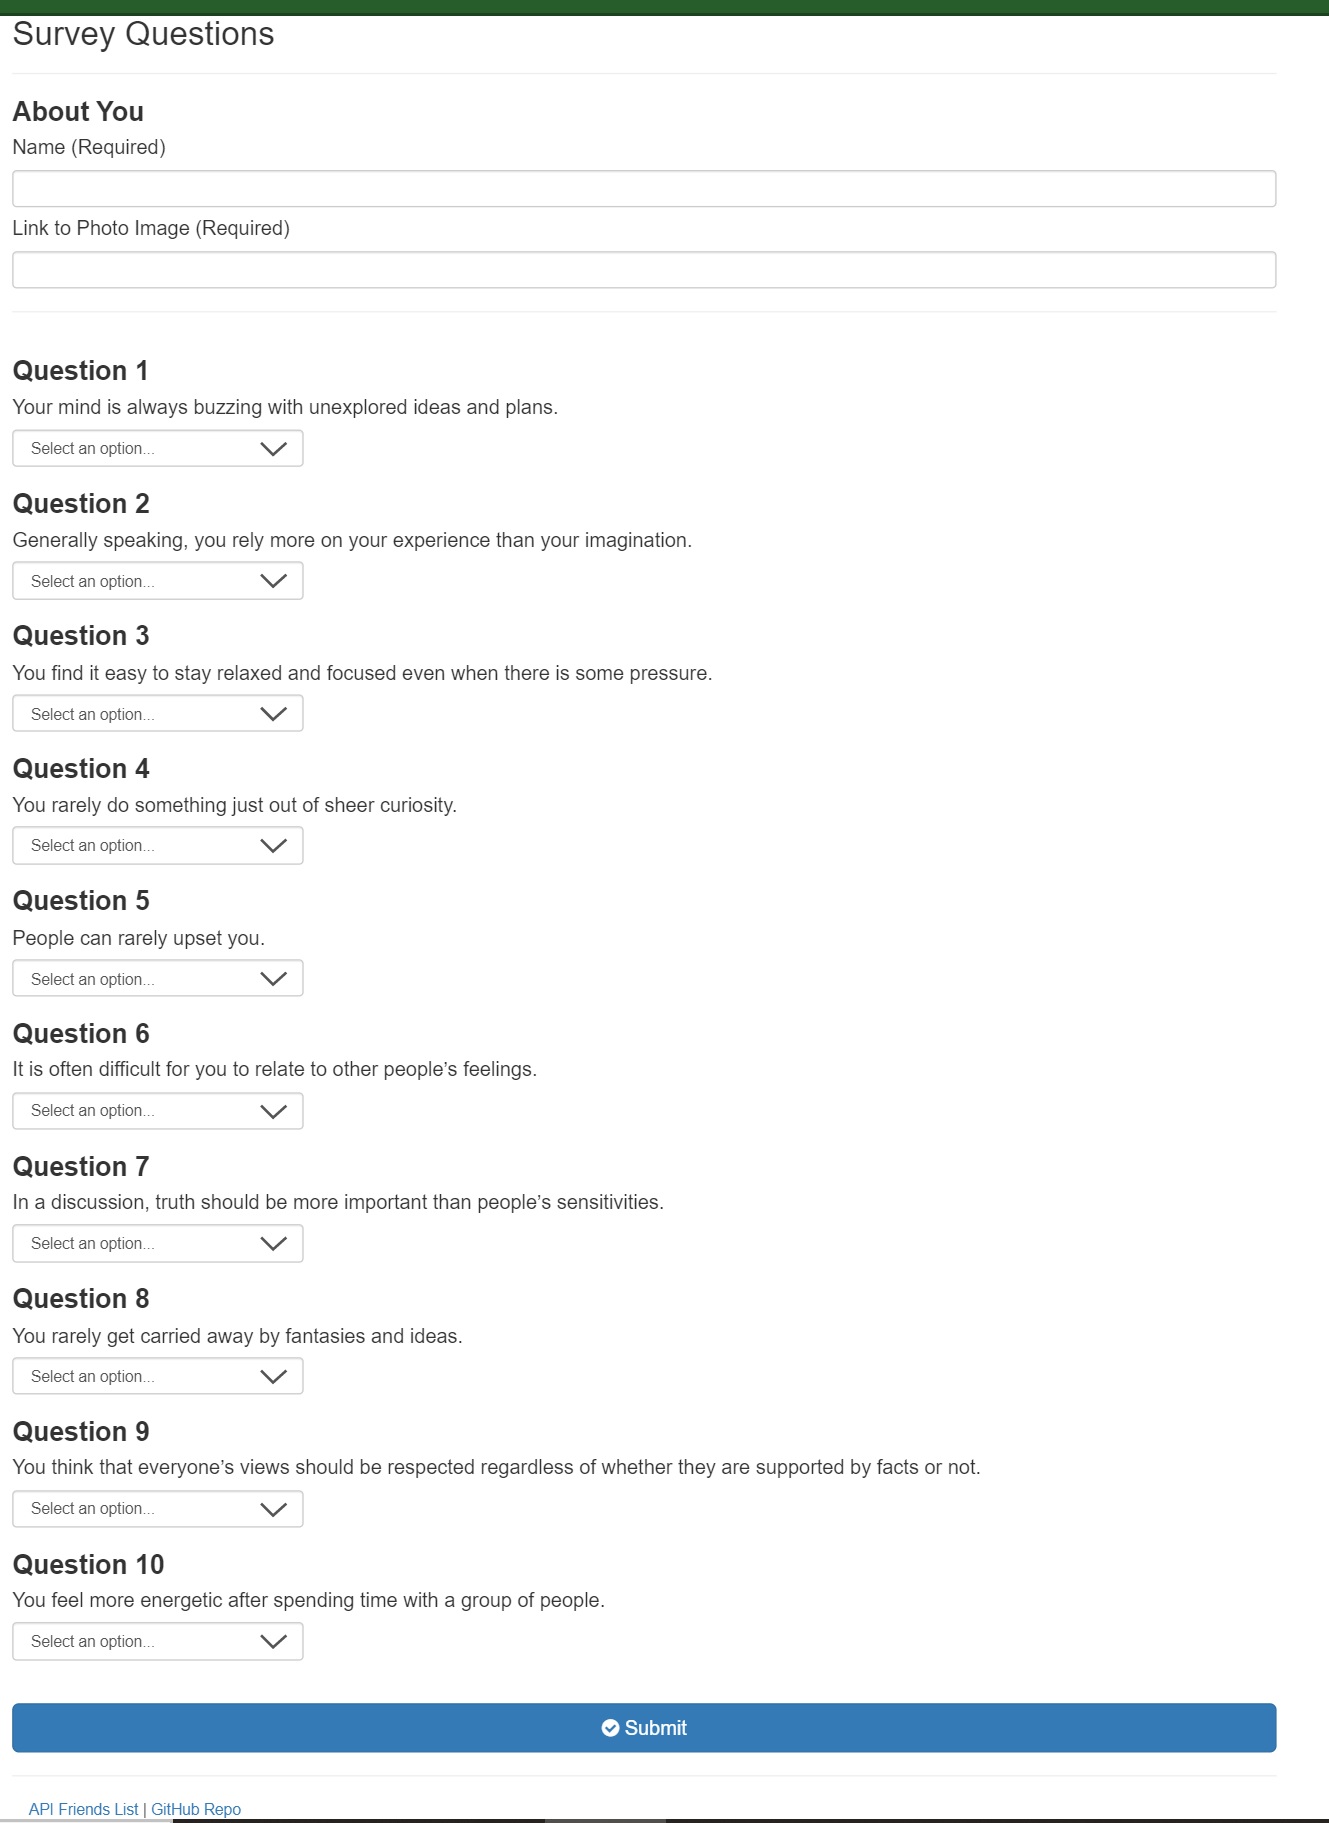 Survey Questions
About You
Name (Required)
Link to Photo Image (Required)
Question 1
Your mind is always buzzing with unexplored ideas and plans.
Select an option...
Question 2
Generally speaking, you rely more on your experience than your imagination.
Select an option...
Question 3
You find it easy to stay relaxed and focused even when there is some pressure.
Select an option...
Question 4
You rarely do something just out of sheer curiosity.
Select an option...
Question 5
People can rarely upset you.
Select an option...
Question 6
It is often difficult for you to relate to other people’s feelings.
Select an option...
Question 7
In a discussion, truth should be more important than people’s sensitivities.
Select an option...
Question 8
You rarely get carried away by fantasies and ideas.
Select an option...
Question 9
You think that everyone’s views should be respected regardless of whether they are supported by facts or not.
Select an option...
Question 10
You feel more energetic after spending time with a group of people.
Select an option...
Submit
API Friends List | GitHub Repo